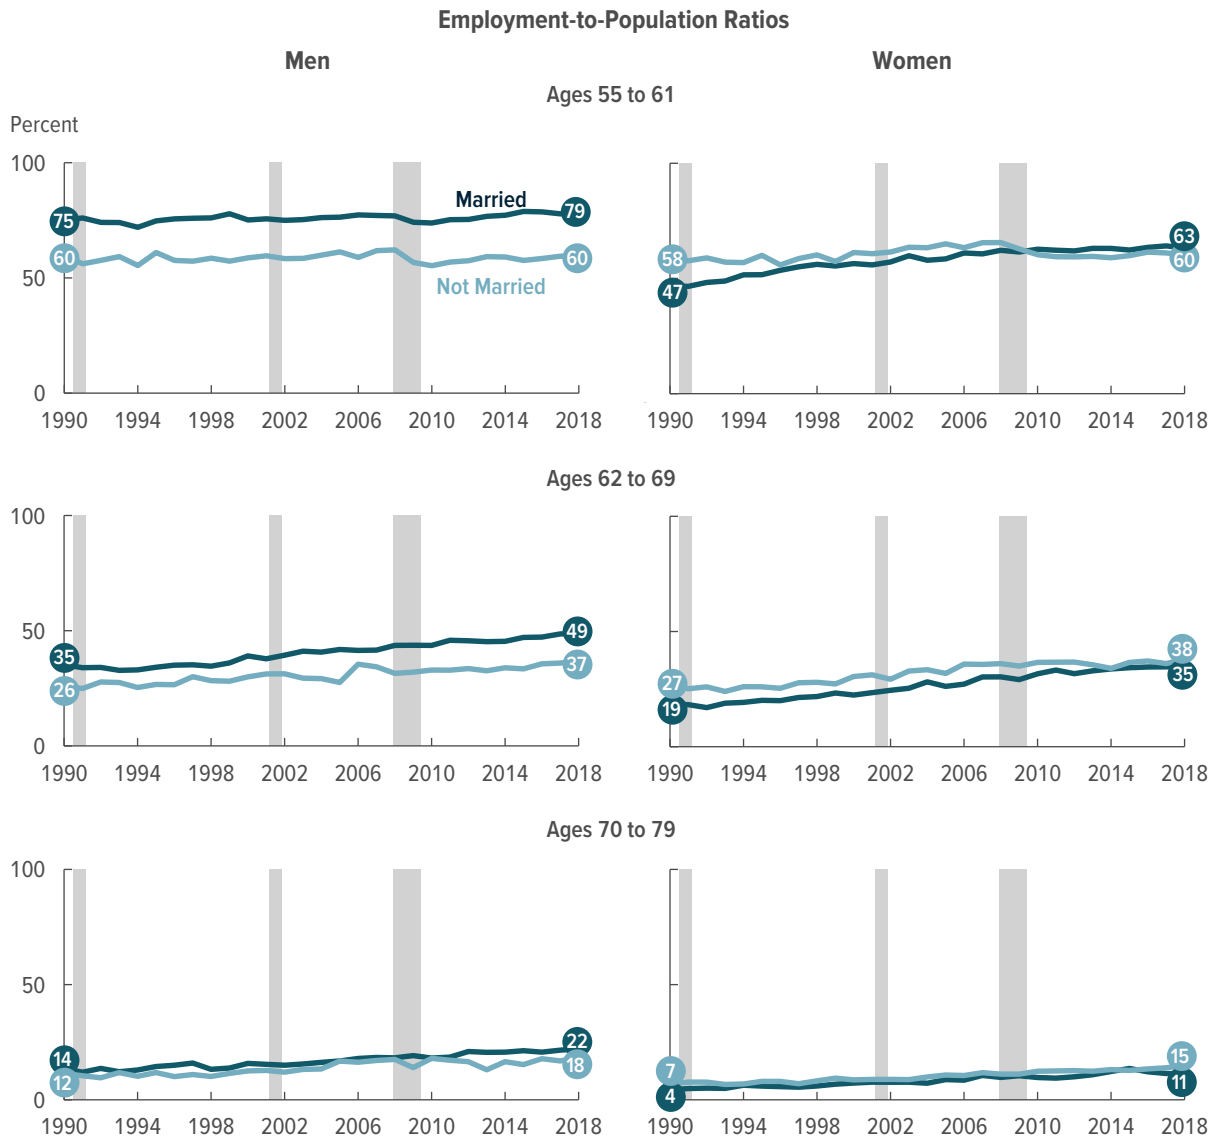 Employment-to-Population Ratios
Men
Women
Ages 55 to 61
Percent
100
50
0
75
60
Married
Not Married
79
60
1990 1994 1998 2002 2006 2010 2014 2018
58
47
63
60
1990 1994 1998 2002 2006 2010 2014 2018
Ages 62 to 69
100
50
0
35
26
49
37
1990 1994 1998 2002 2006 2010 2014 2018
27
19
38
35
1990 1994 1998 2002 2006 2010 2014 2018
Ages 70 to 79
100
50
0
14
12
22
18
1990 1994 1998 2002 2006 2010 2014 2018
7
4
15
11
1990 1994 1998 2002 2006 2010 2014 2018